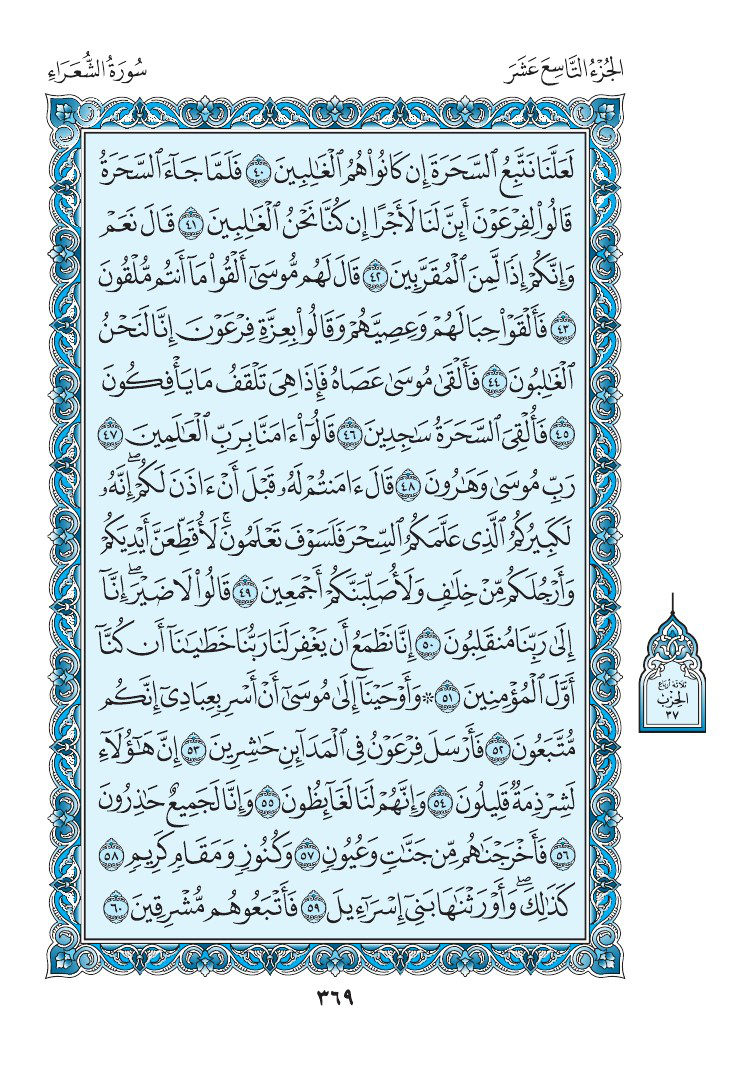 الجُزْءُ التَّاسِعَ عَشَرَ
سُورَةُ الشُّعَرَاءِ
لَعَلَّنَا نَتَّبِعُ ٱلسَّحَرَةَ إِن كَانُواْ هُمُ ٱلۡغَٰلِبِينَ ٤٠ فَلَمَّا جَآءَ ٱلسَّحَرَةُ
قَالُواْ لِفِرۡعَوۡنَ أَئِنَّ لَنَا لَأَجۡرًا إِن كُنَّا نَحۡنُ ٱلۡغَٰلِبِينَ ٤١ قَالَ نَعَمۡ
وَإِنَّكُمۡ إِذٗا لَّمِنَ ٱلۡمُقَرَّبِينَ ٤٢ قَالَ لَهُم مُّوسَىٰٓ أَلۡقُواْ مَآ أَنتُم مُّلۡقُونَ
٤٣ فَأَلۡقَوۡاْ حِبَالَهُمۡ وَعِصِيَّهُمۡ وَقَالُواْ بِعِزَّةِ فِرۡعَوۡنَ إِنَّا لَنَحۡنُ
ٱلۡغَٰلِبُونَ ٤٤ فَأَلۡقَىٰ مُوسَىٰ عَصَاهُ فَإِذَا هِيَ تَلۡقَفُ مَا يَأۡفِكُونَ
٤٥ فَأُلۡقِيَ ٱلسَّحَرَةُ سَٰجِدِينَ ٤٦ قَالُوٓاْ ءَامَنَّا بِرَبِّ ٱلۡعَٰلَمِينَ ٤٧
رَبِّ مُوسَىٰ وَهَٰرُونَ ٤٨ قَالَ ءَامَنتُمۡ لَهُۥ قَبۡلَ أَنۡ ءَاذَنَ لَكُمۡۖ إِنَّهُۥ
لَكَبِيرُكُمُ ٱلَّذِي عَلَّمَكُمُ ٱلسِّحۡرَ فَلَسَوۡفَ تَعۡلَمُونَۚ لَأُقَطِّعَنَّ أَيۡدِيَكُمۡ
وَأَرۡجُلَكُم مِّنۡ خِلَٰفٖ وَلَأُصَلِّبَنَّكُمۡ أَجۡمَعِينَ ٤٩ قَالُواْ لَا ضَيۡرَۖ إِنَّآ
إِلَىٰ رَبِّنَا مُنقَلِبُونَ ٥٠ إِنَّا نَطۡمَعُ أَن يَغۡفِرَ لَنَا رَبُّنَا خَطَٰيَٰنَآ أَن كُنَّآ
أَوَّلَ ٱلۡمُؤۡمِنِينَ ٥١ ۞ وَأَوۡحَيۡنَآ إِلَىٰ مُوسَىٰٓ أَنۡ أَسۡرِ بِعِبَادِيٓ إِنَّكُم
مُّتَّبَعُونَ ٥٢ فَأَرۡسَلَ فِرۡعَوۡنُ فِي ٱلۡمَدَآئِنِ حَٰشِرِينَ ٥٣ إِنَّ هَٰٓؤُلَآءِ
لَشِرۡذِمَةٞ قَلِيلُونَ ٥٤ وَإِنَّهُمۡ لَنَا لَغَآئِظُونَ ٥٥ وَإِنَّا لَجَمِيعٌ حَٰذِرُونَ
٥٦ فَأَخۡرَجۡنَٰهُم مِّن جَنَّٰتٖ وَعُيُونٖ ٥٧ وَكُنُوزٖ وَمَقَامٖ كَرِيمٖ ٥٨
كَذَٰلِكَۖ وَأَوۡرَثۡنَٰهَا بَنِيٓ إِسۡرَٰٓءِيلَ ٥٩ فَأَتۡبَعُوهُم مُّشۡرِقِينَ ٦٠
ثلاثة أرباع
الحزب
٣٧
٣٦٩